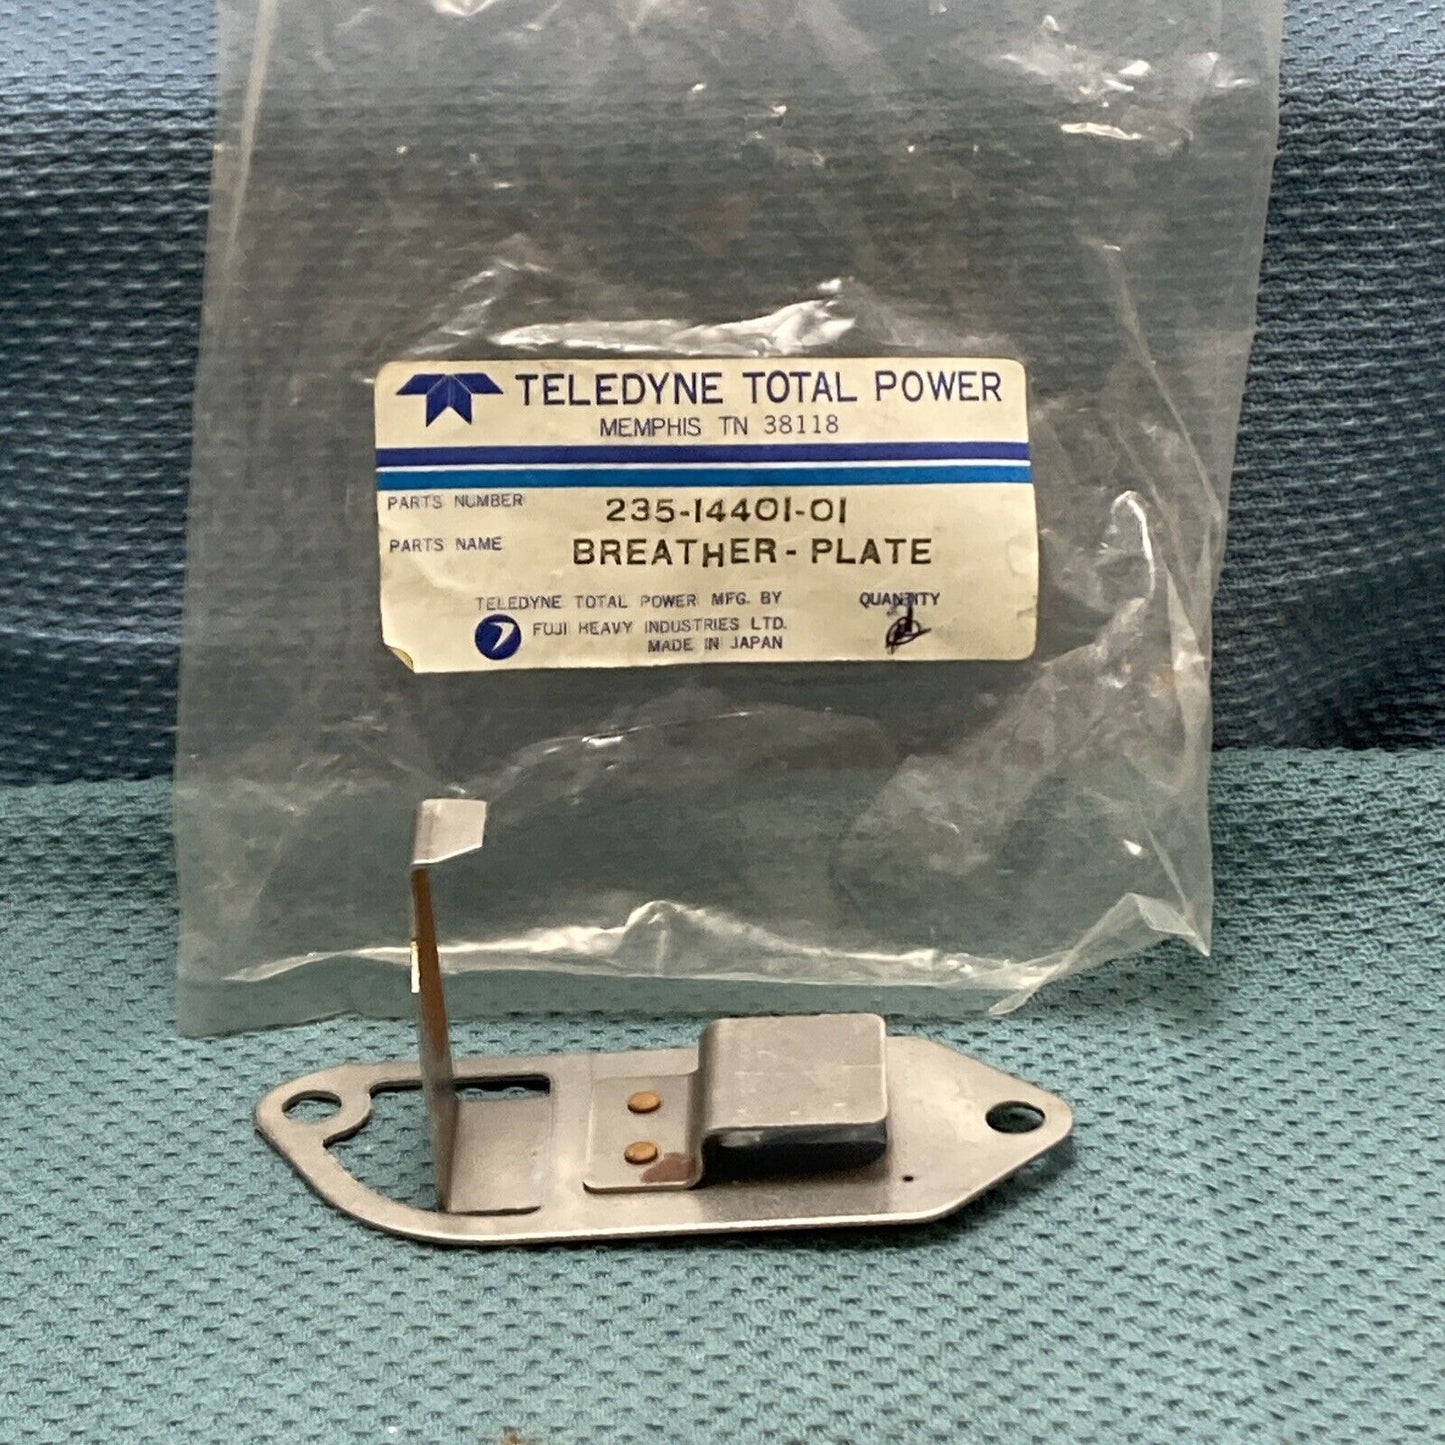 TELEDYNE TOTAL POWER
MEMPHIS TN 38118
PARTS NUMBER 235-14401-01
PARTS NAME BREATHER-PLATE
TELEDYNE TOTAL POWER MFG. BY QUANTITY
FUJI HEAVY INDUSTRIES LTD.
MADE IN JAPAN